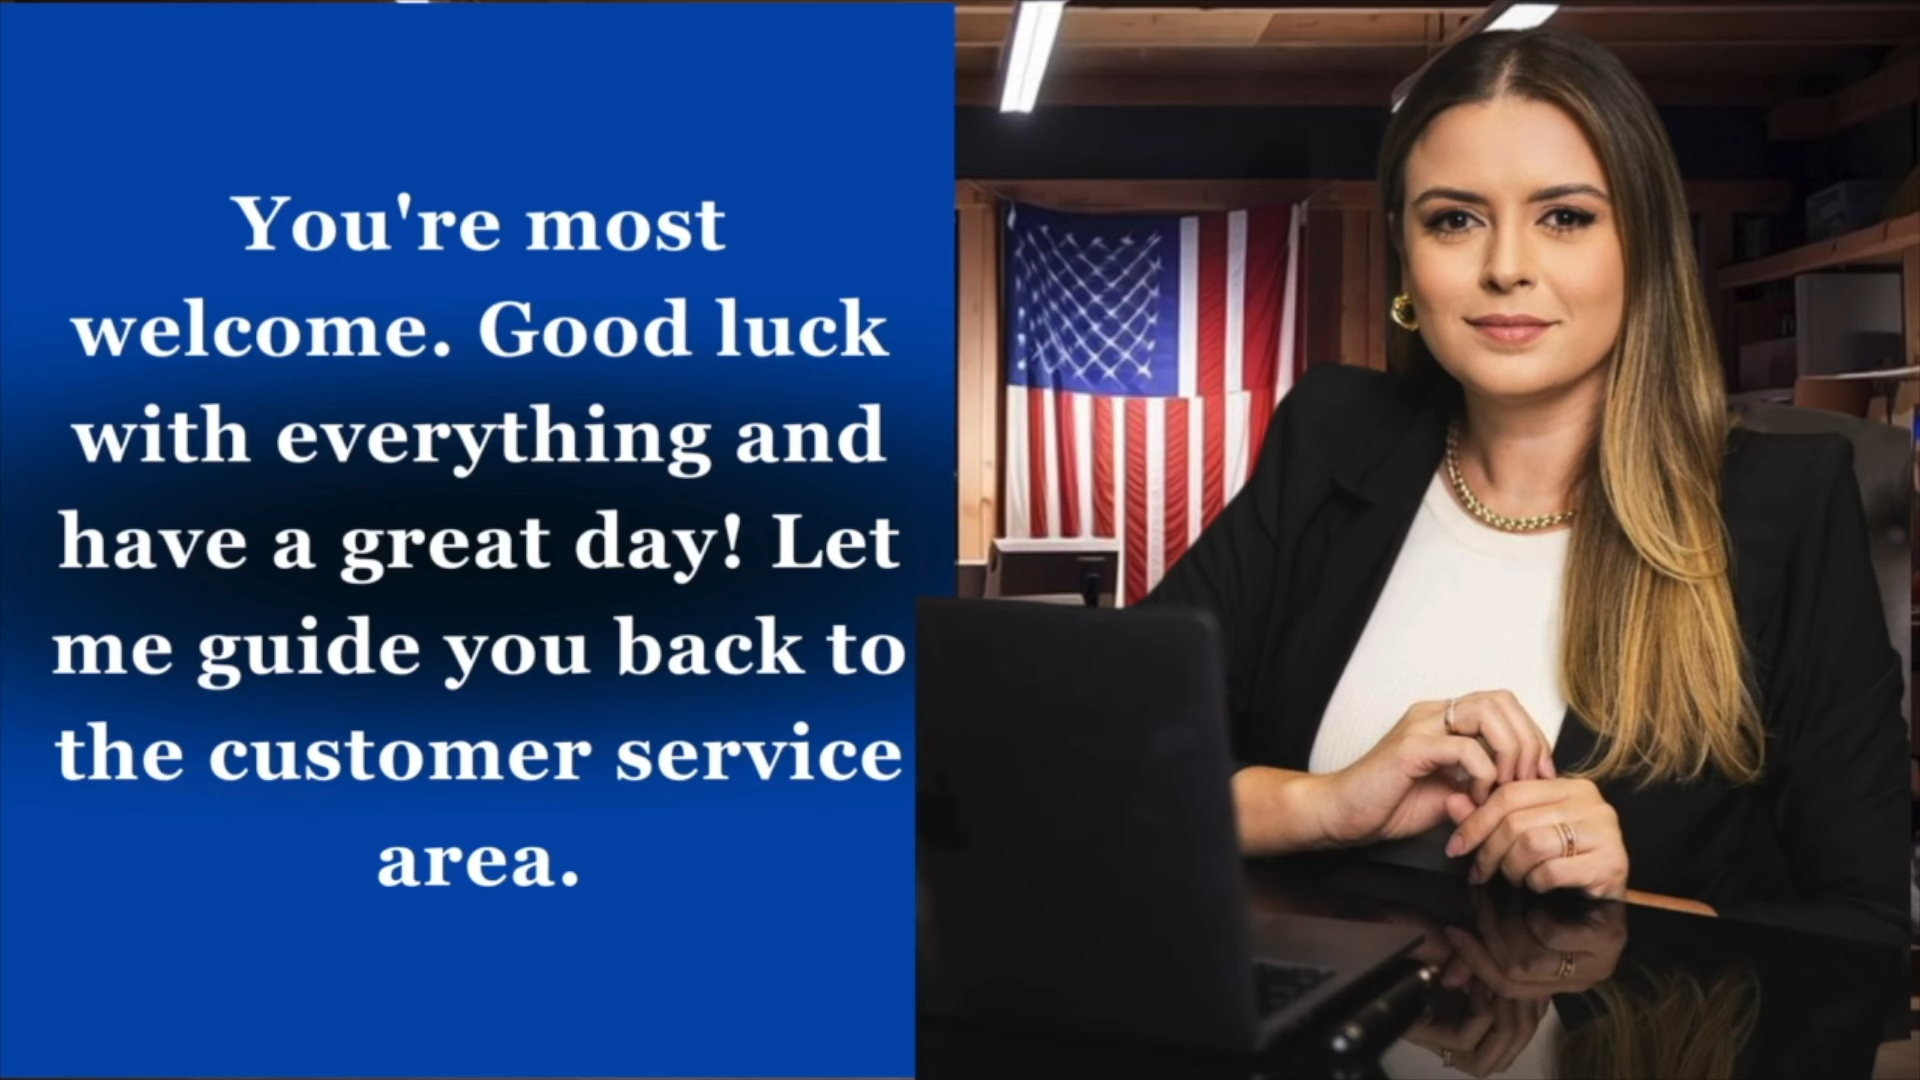 You're most
welcome. Good luck
with everything and
have a great day! Let
me guide you back to
the customer service
area.